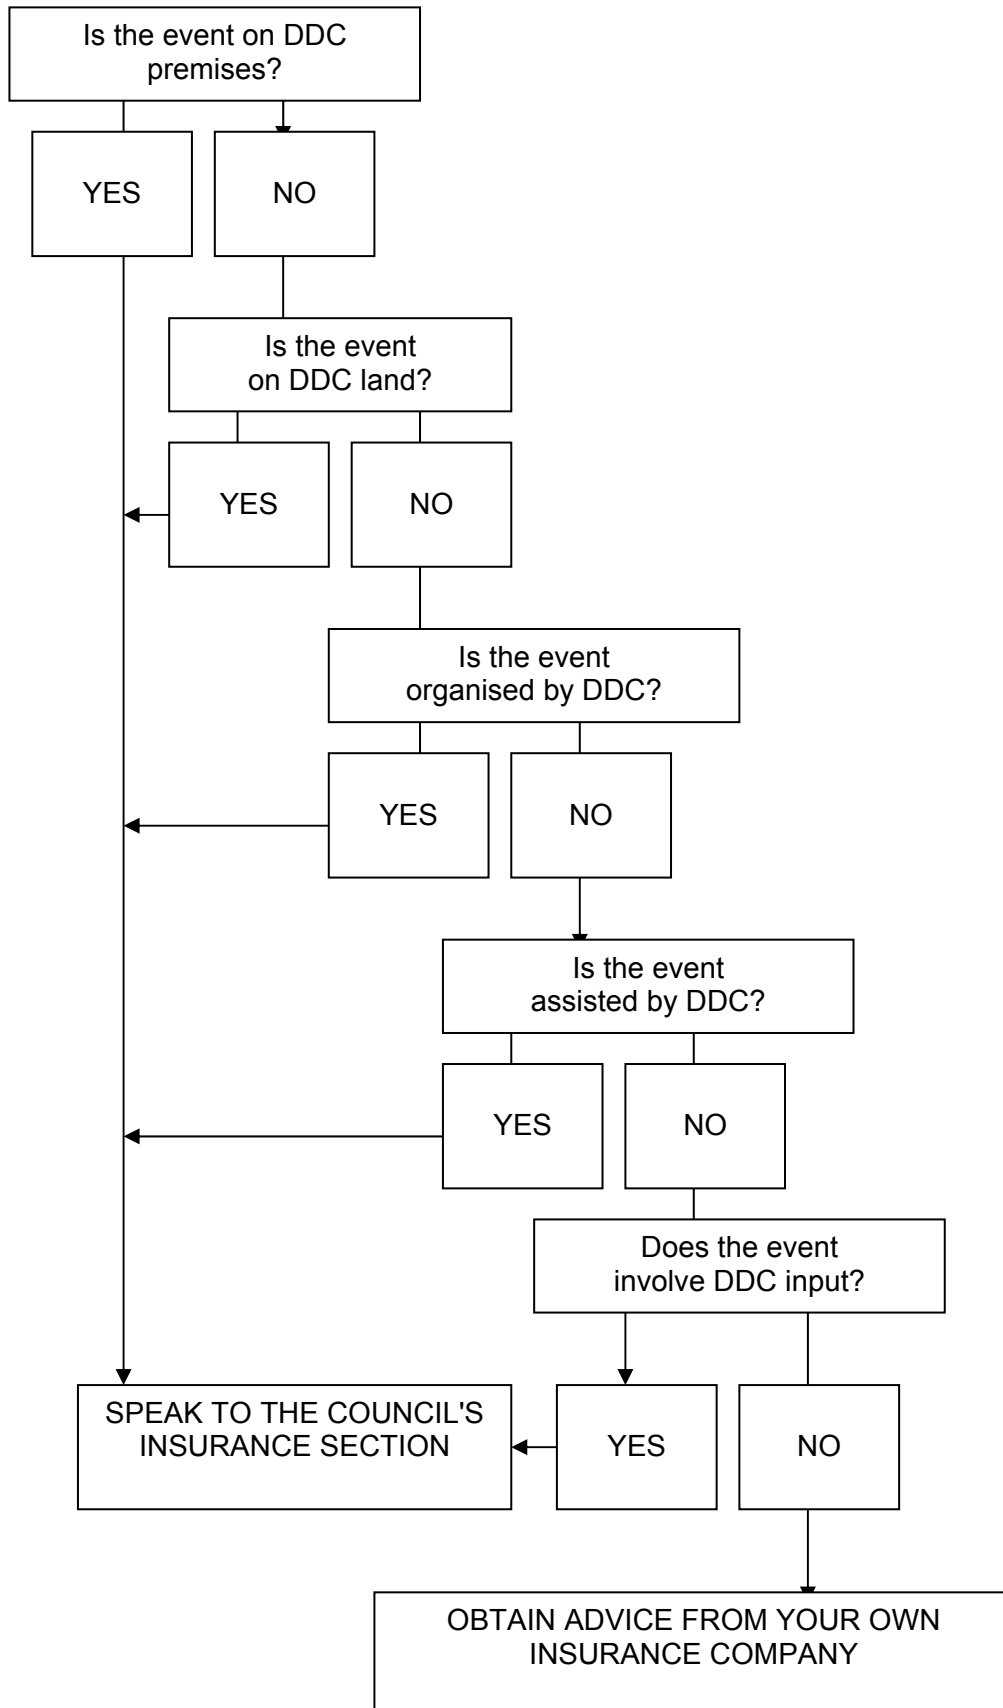 Is the event on DDC
premises?
YES
NO
Is the event
on DDC land?
YES
NO
Is the event
organised by DDC?
YES
NO
Is the event
assisted by DDC?
YES
NO
Does the event
involve DDC input?
SPEAK TO THE COUNCIL'S
INSURANCE SECTION
YES
NO
OBTAIN ADVICE FROM YOUR OWN
INSURANCE COMPANY